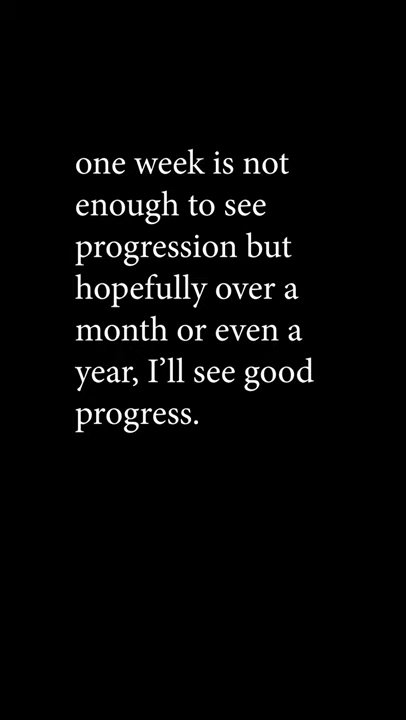 one week is not
enough to see
progression but
hopefully over a
month or even a
year, I’ll see good
progress.